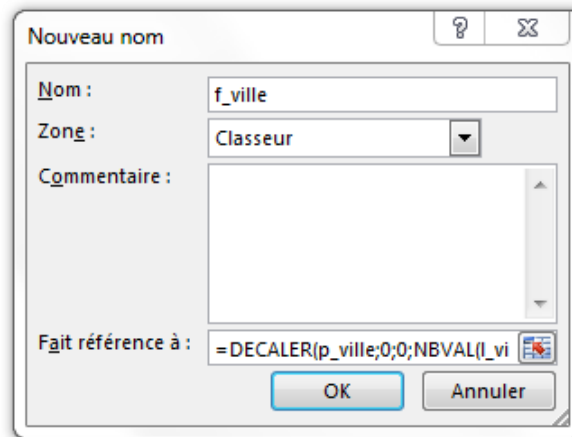 Nouveau nom
Nom : f_ville
Zone : Classeur
Commentaire :
Fait référence à : =DECALER(p_ville;0;0;NBVAL(l_vi
OK Annuler